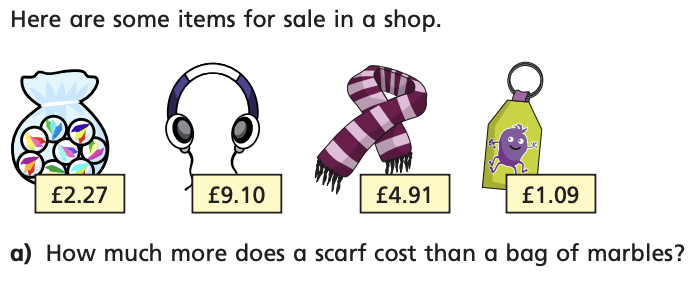 Here are some items for sale in a shop.
£2.27 £9.10 £4.91 £1.09
a) How much more does a scarf cost than a bag of marbles?